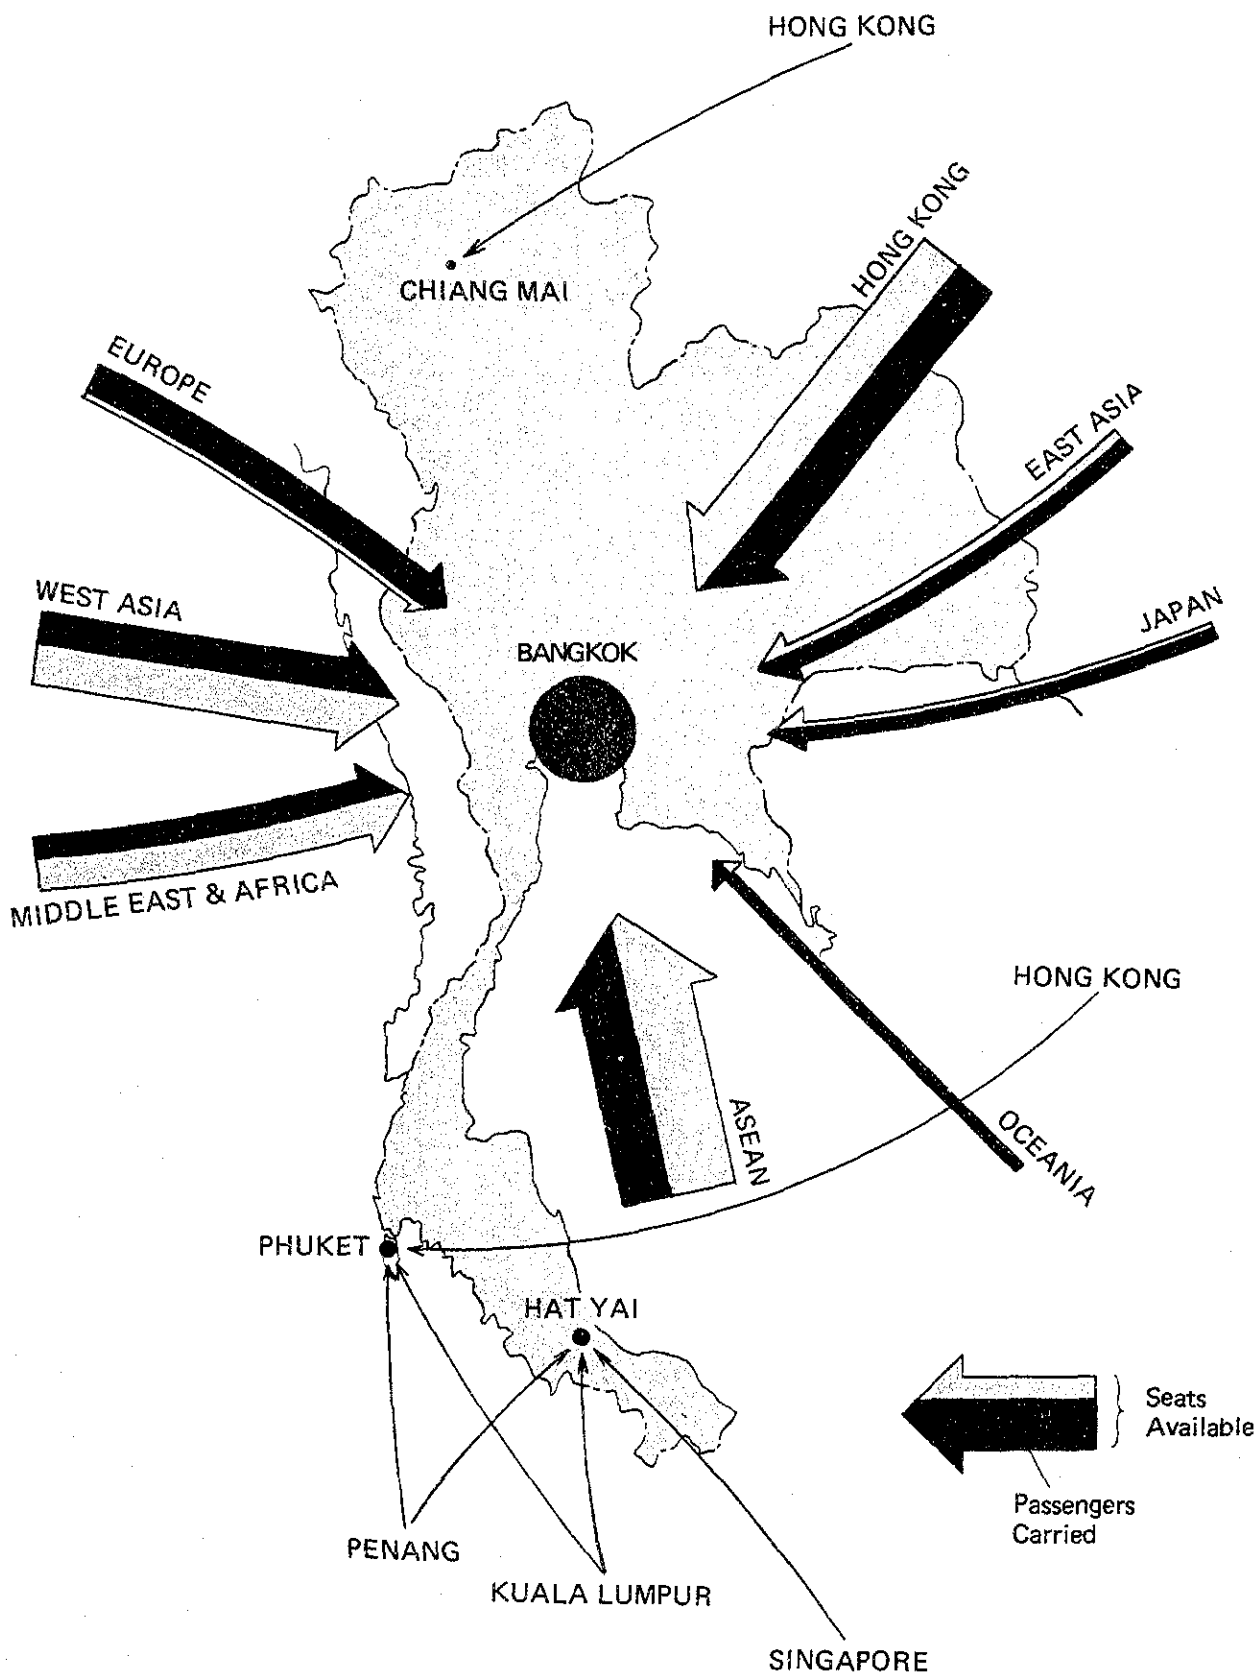 HONG KONG
HONG KONG
CHIANG MAI
EUROPE
EAST ASIA
WEST ASIA
JAPAN
BANGKOK
MIDDLE EAST & AFRICA
HONG KONG
ASEAN
OCEANIA
PHUKET
HAT YAI
Seats
Available
Passengers
Carried
PENANG
KUALA LUMPUR
SINGAPORE